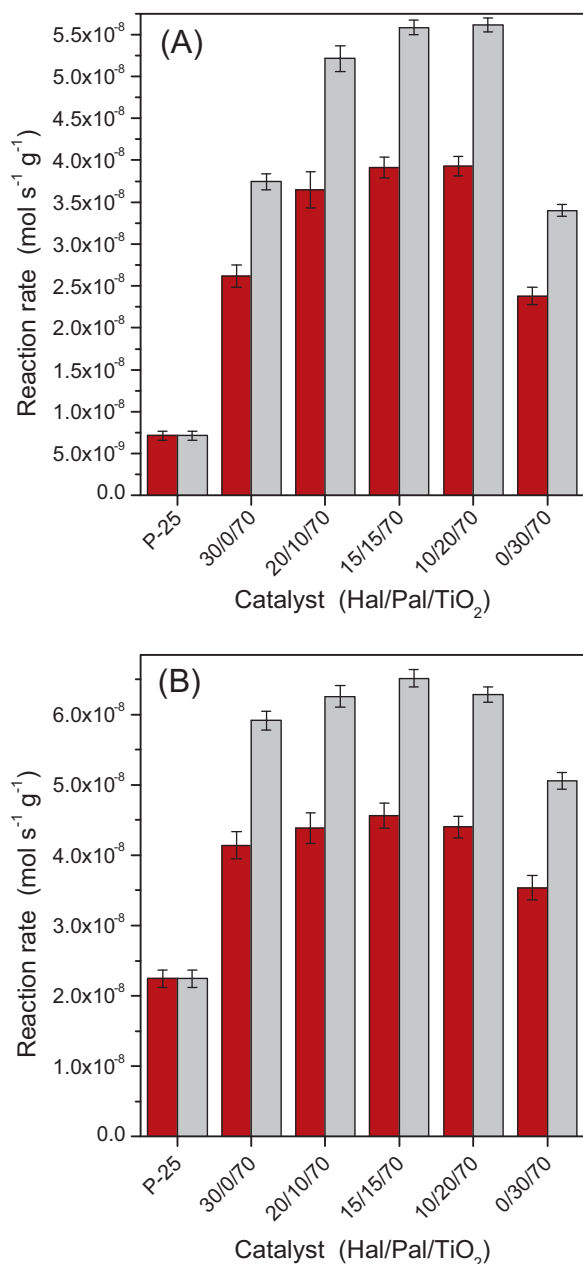 (A)
Reaction rate (mol s⁻¹ g⁻¹)
5.5x10⁻⁸
5.0x10⁻⁸
4.5x10⁻⁸
4.0x10⁻⁸
3.5x10⁻⁸
3.0x10⁻⁸
2.5x10⁻⁸
2.0x10⁻⁸
1.5x10⁻⁸
1.0x10⁻⁸
5.0x10⁻⁹
0.0
P-25
30/0/70
20/10/70
15/15/70
10/20/70
0/30/70
Catalyst (Hal/Pal/TiO₂)
(B)
Reaction rate (mol s⁻¹ g⁻¹)
6.0x10⁻⁸
5.0x10⁻⁸
4.0x10⁻⁸
3.0x10⁻⁸
2.0x10⁻⁸
1.0x10⁻⁸
0.0
P-25
30/0/70
20/10/70
15/15/70
10/20/70
0/30/70
Catalyst (Hal/Pal/TiO₂)